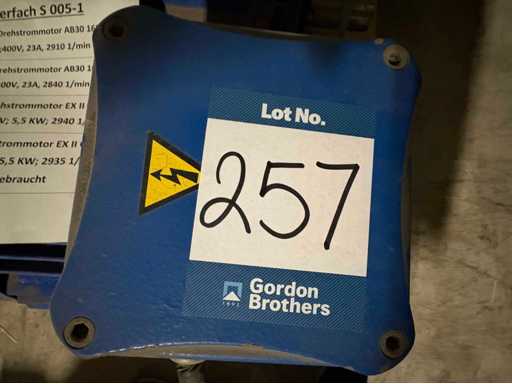 erfach S 005-1
Drehstrommotor AB30 16
400V, 23A, 2910 1/min
rehstrommotor AB30 16
00V, 23A, 2840 1/min
hstrommotor EX II
V; 5,5 KW; 2940 1/
trommotor EX II
5,5 KW; 2935 1/
ebraucht
Lot No.
257
Gordon
Brothers